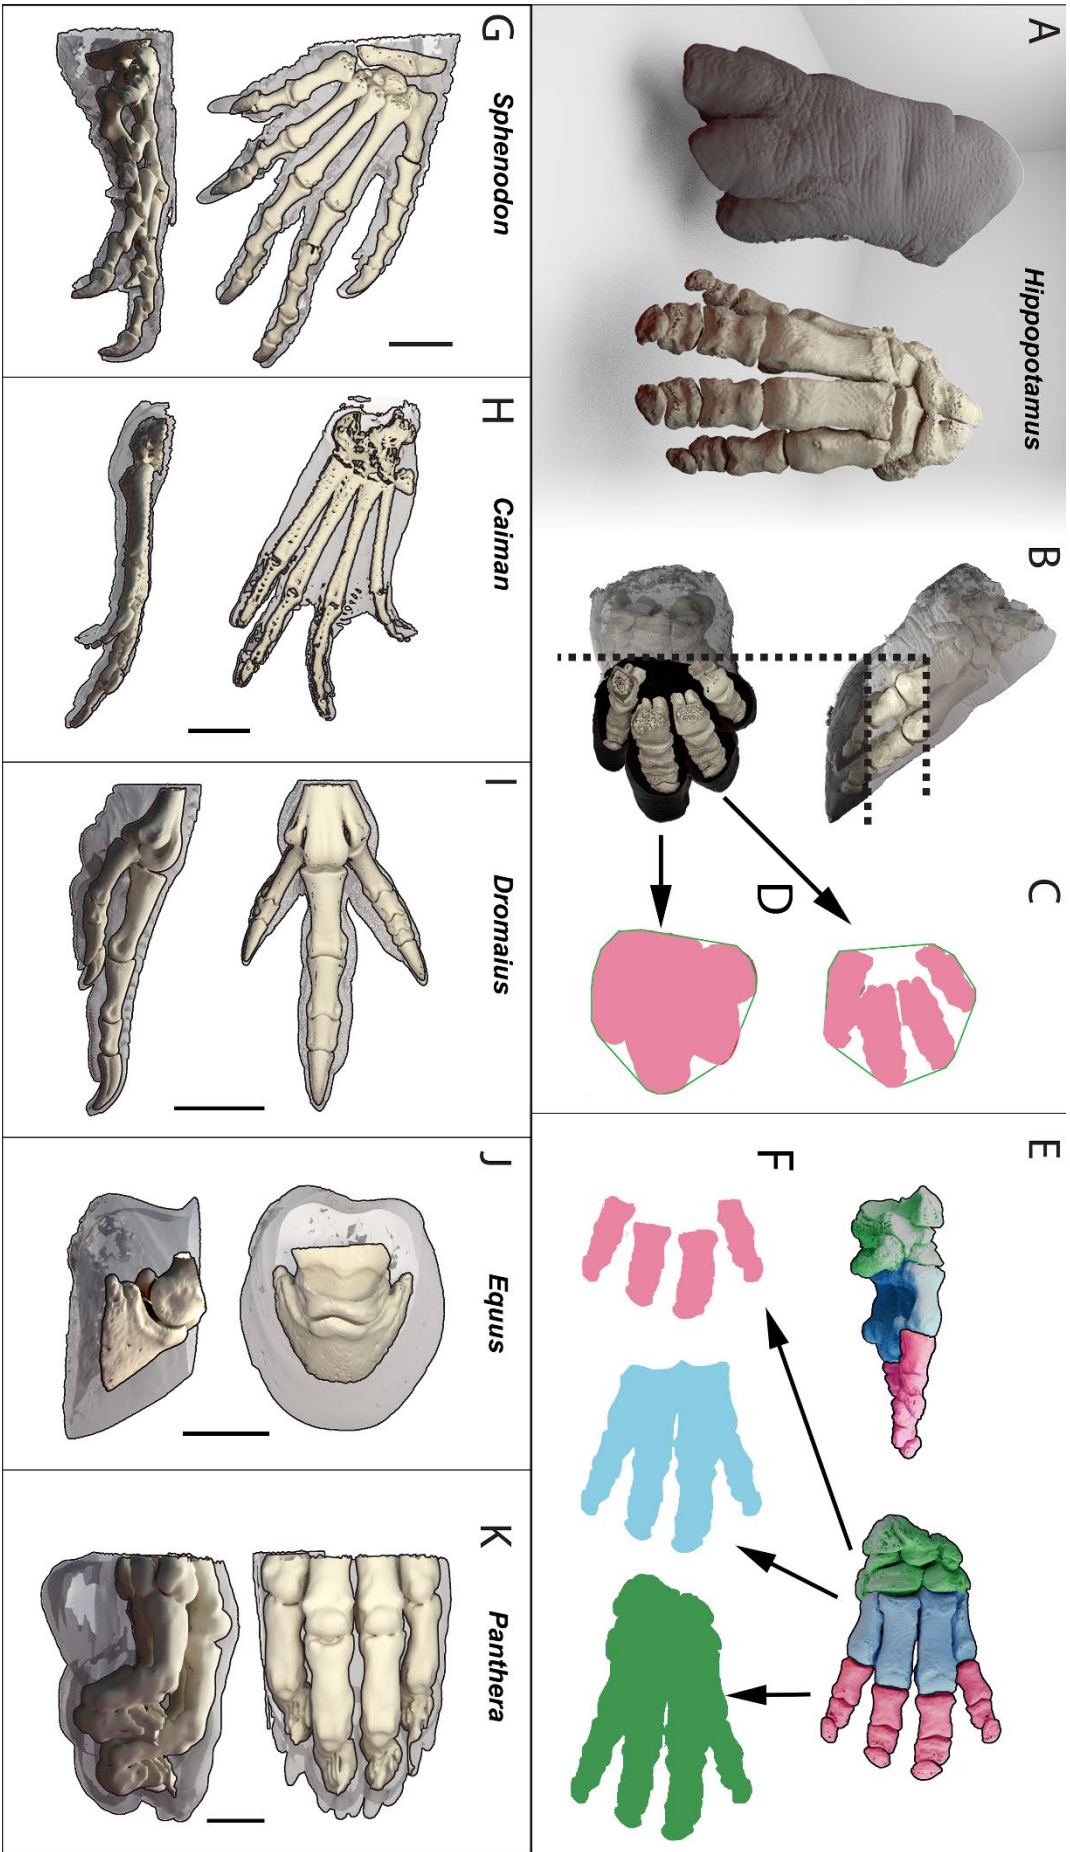 A
Hippopotamus
B
C
D
E
F
G
Sphenodon
H
Caiman
I
Dromaius
J
Equus
K
Panthera